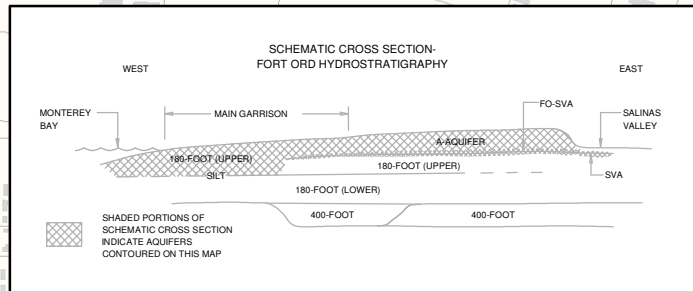 SCHEMATIC CROSS SECTION-
FORT ORD HYDROSTRATIGRAPHY
WEST
EAST
FO-SVA
MONTEREY
BAY
MAIN GARRISON
SALINAS
VALLEY
A-AQUIFER
180-FOOT (UPPER)
180-FOOT (UPPER)
SILT
SVA
180-FOOT (LOWER)
400-FOOT
400-FOOT
SHADED PORTIONS OF
SCHEMATIC CROSS SECTION
INDICATE AQUIFERS
CONTOURED ON THIS MAP